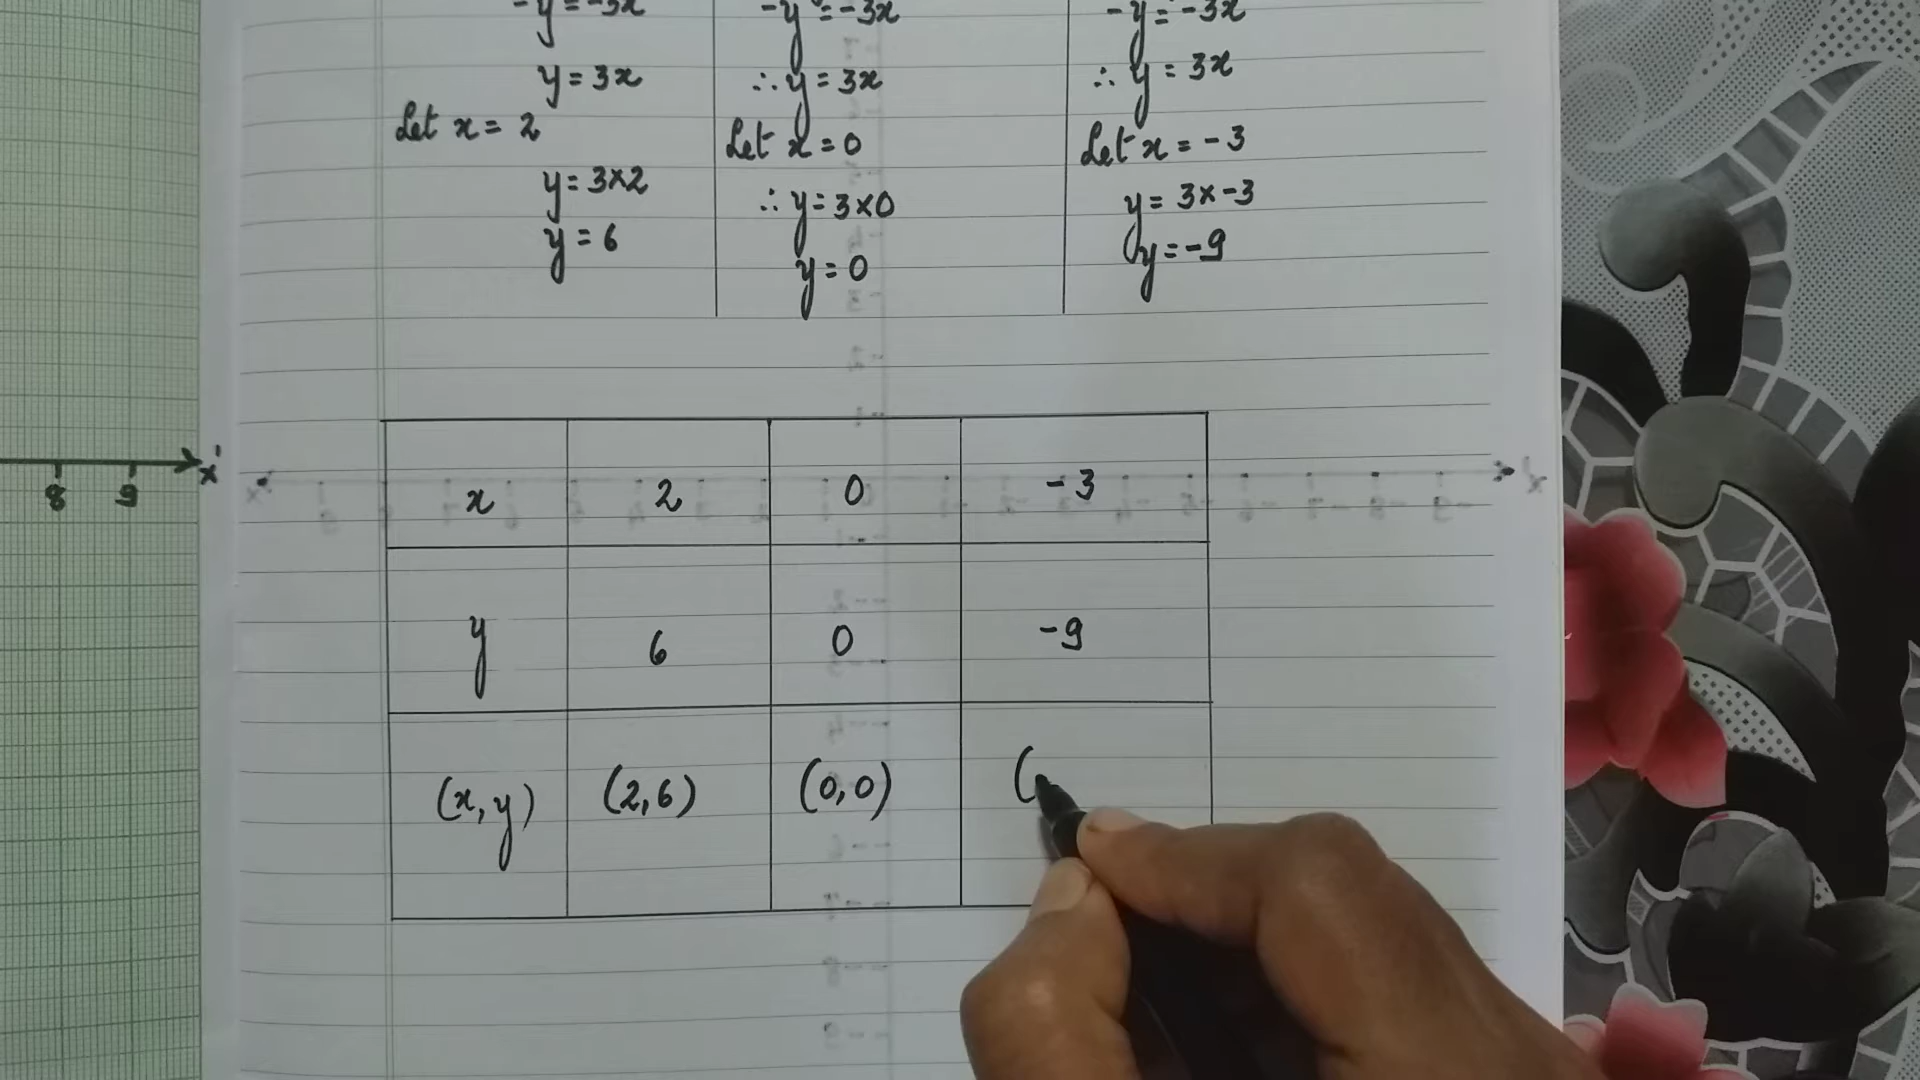 -y = -3x
y = 3x
Let x = 2
y = 3×2
y = 6
-y = -3x
∴ y = 3x
Let x = 0
∴ y = 3×0
y = 0
-y = -3x
∴ y = 3x
Let x = -3
y = 3×-3
y = -9
x 2 0 -3
y 6 0 -9
(x,y) (2,6) (0,0) (
8 9 x'